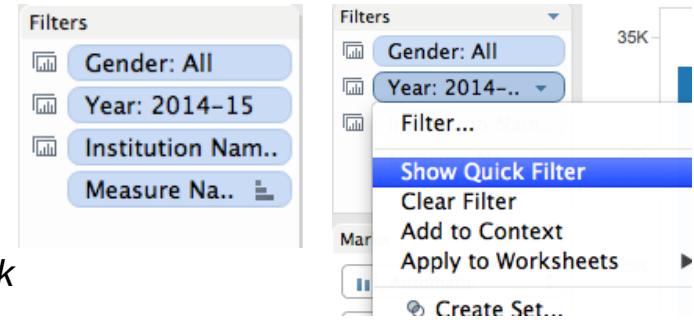 Filters
Gender: All
Year: 2014–15
Institution Nam..
Measure Na..
k
Filters
Gender: All
Year: 2014-..
Filter...
Show Quick Filter
Clear Filter
Add to Context
Apply to Worksheets
Create Set...
Mar
35K